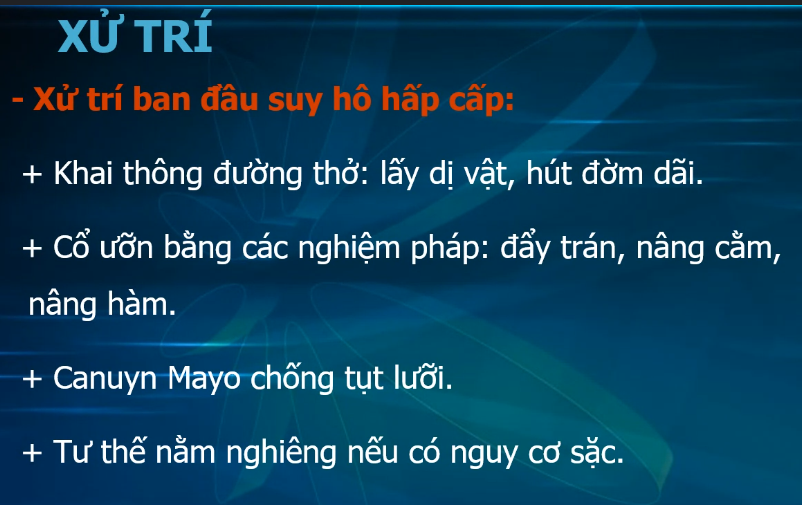 XỬ TRÍ
- Xử trí ban đầu suy hô hấp cấp:
+ Khai thông đường thở: lấy dị vật, hút đờm dãi.
+ Cổ ưỡn bằng các nghiệm pháp: đẩy trán, nâng cằm,
nâng hàm.
+ Canuyn Mayo chống tụt lưỡi.
+ Tư thế nằm nghiêng nếu có nguy cơ sặc.